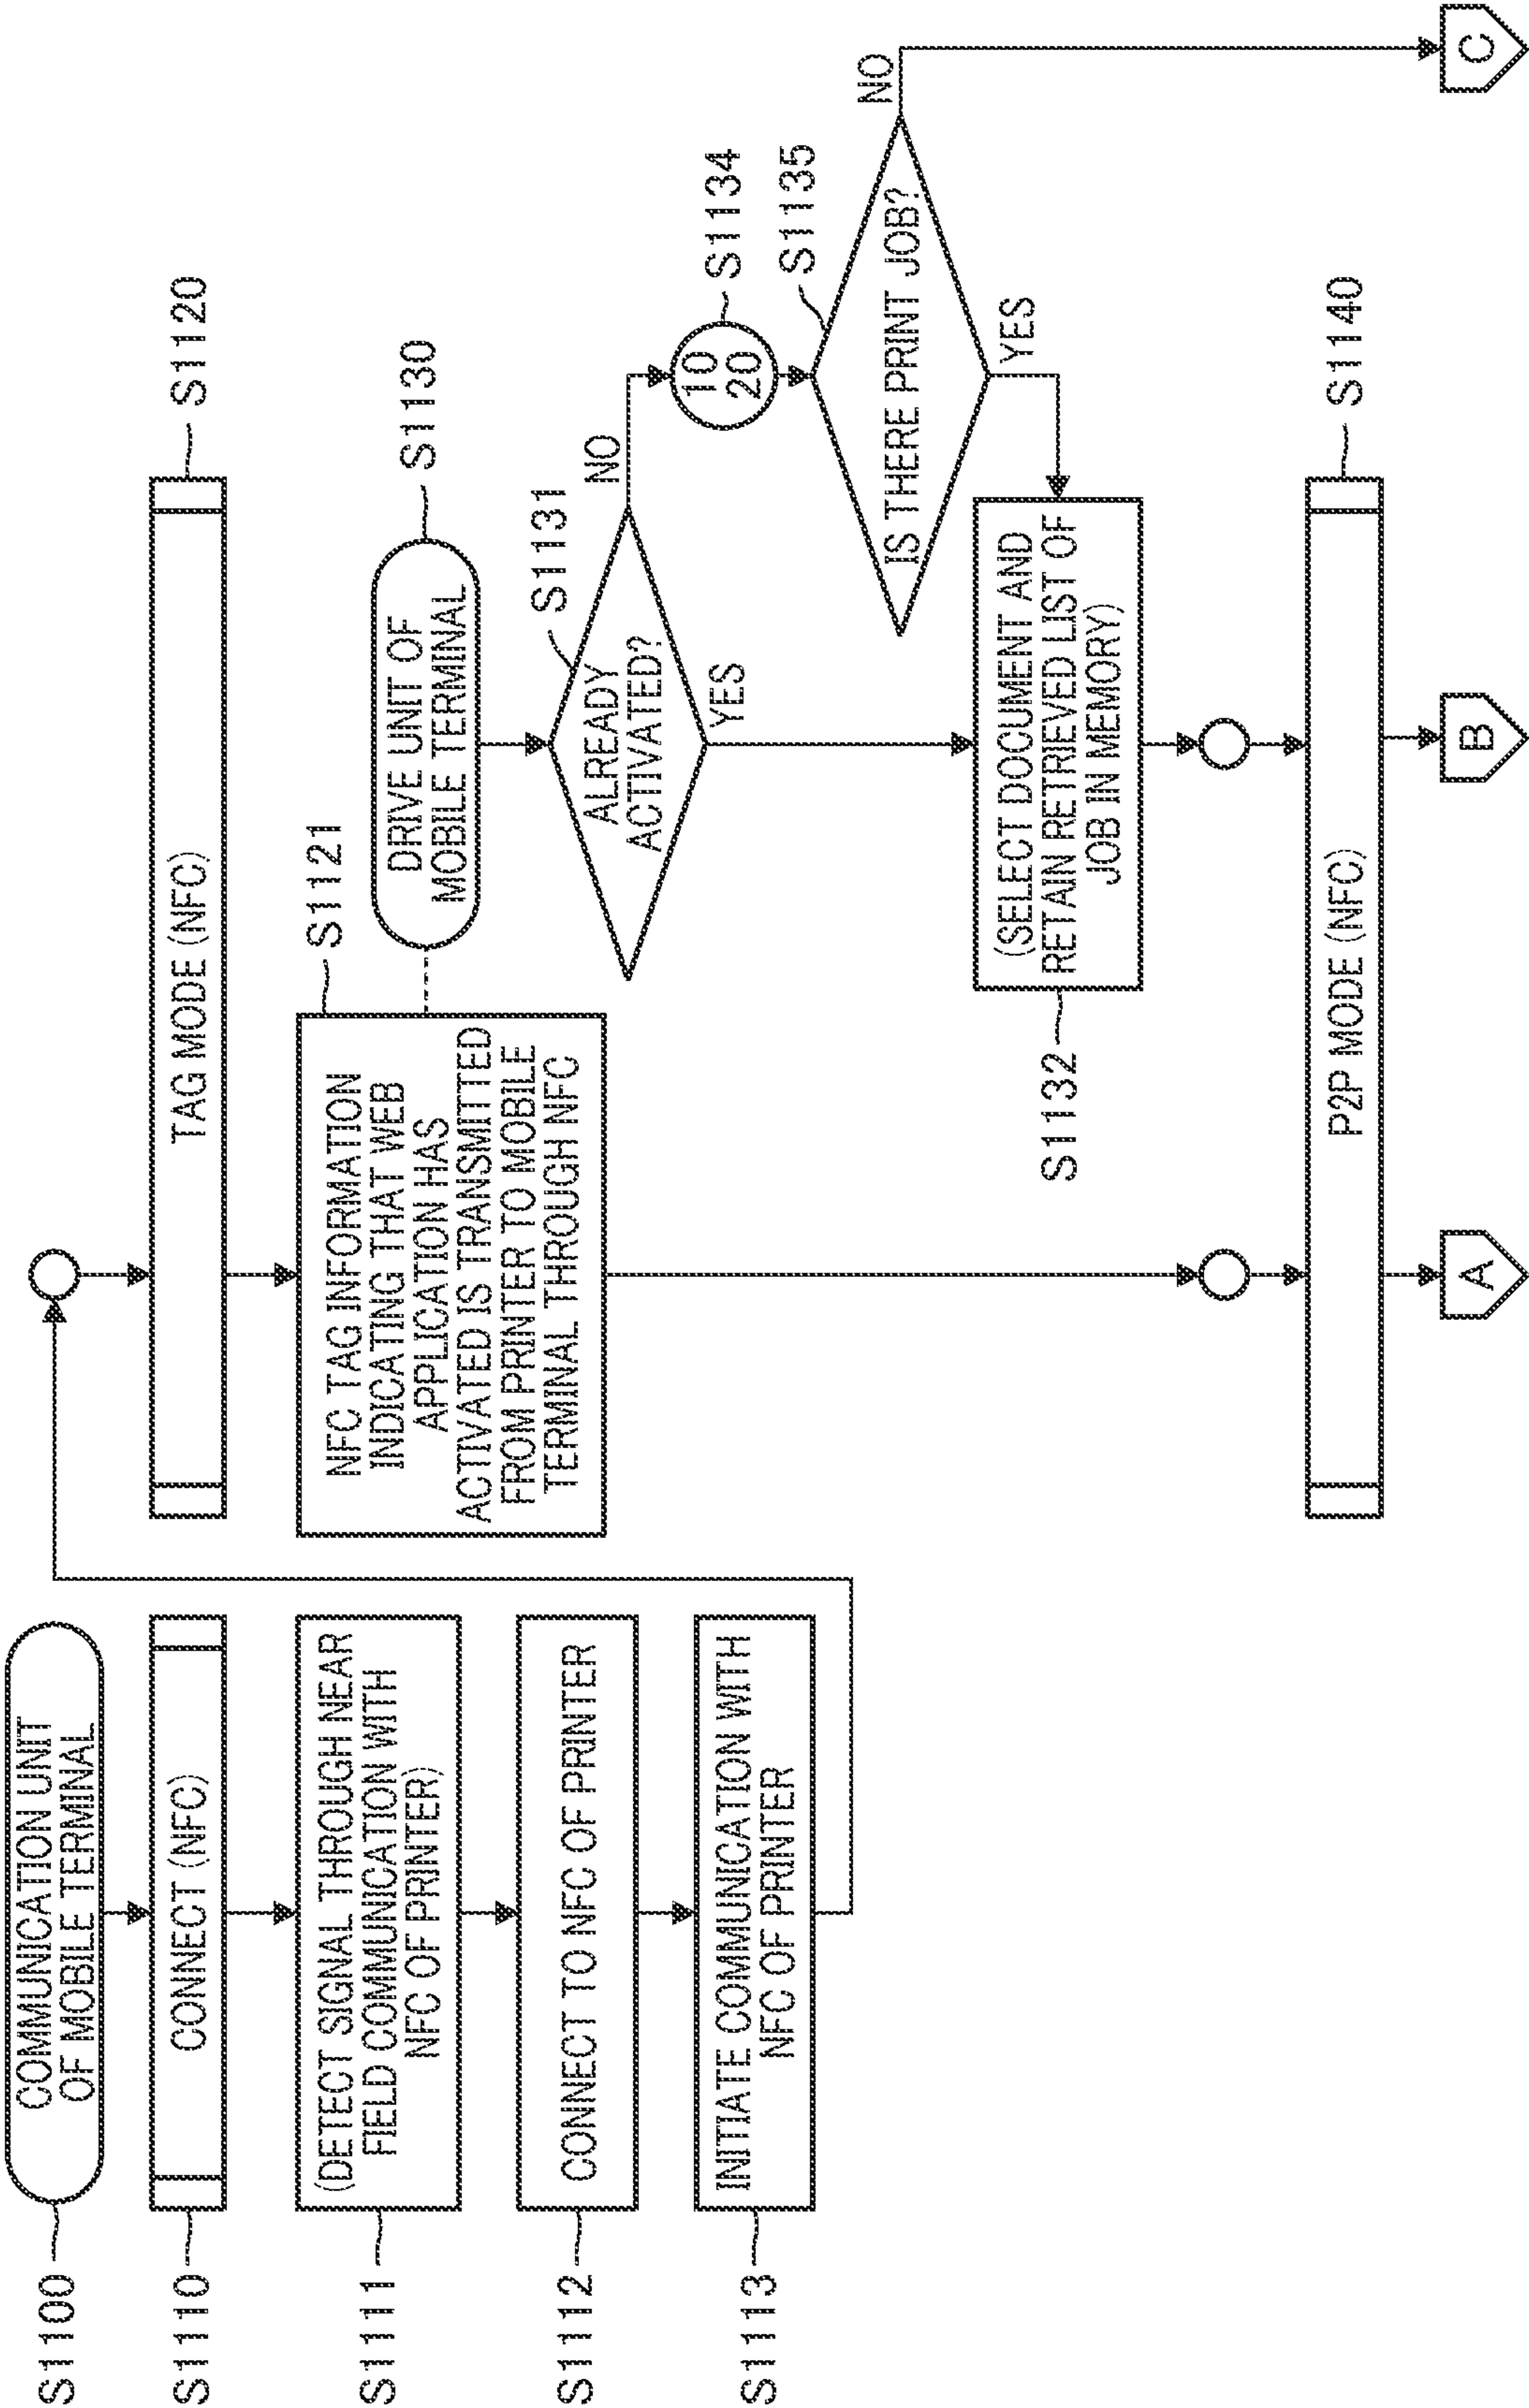 S1100
COMMUNICATION UNIT
OF MOBILE TERMINAL
S1110
CONNECT (NFC)
S1111
(DETECT SIGNAL THROUGH NEAR
FIELD COMMUNICATION WITH
NFC OF PRINTER)
S1112
CONNECT TO NFC OF PRINTER
S1113
INITIATE COMMUNICATION WITH
NFC OF PRINTER
TAG MODE (NFC)
S1120
S1121
NFC TAG INFORMATION
INDICATING THAT WEB
APPLICATION HAS
ACTIVATED IS TRANSMITTED
FROM PRINTER TO MOBILE
TERMINAL THROUGH NFC
DRIVE UNIT OF
MOBILE TERMINAL
S1130
S1131
ALREADY
ACTIVATED?
NO
YES
10
20
S1134
S1135
IS THERE PRINT JOB?
NO
YES
S1132
(SELECT DOCUMENT AND
RETAIN RETRIEVED LIST OF
JOB IN MEMORY)
P2P MODE (NFC)
S1140
A
B
C